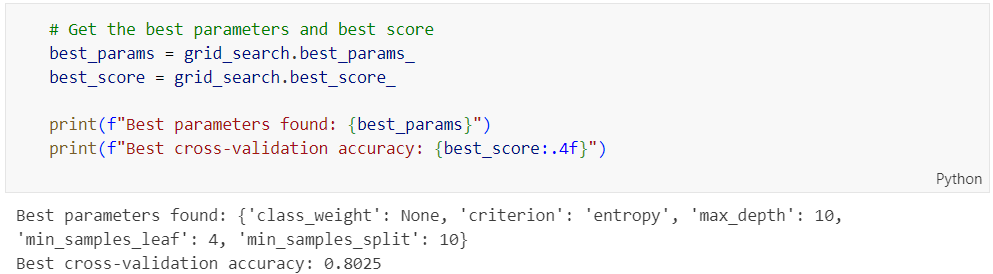 # Get the best parameters and best score
best_params = grid_search.best_params_
best_score = grid_search.best_score_
print(f"Best parameters found: {best_params}")
print(f"Best cross-validation accuracy: {best_score:.4f}")
Python
Best parameters found: {'class_weight': None, 'criterion': 'entropy', 'max_depth': 10,
'min_samples_leaf': 4, 'min_samples_split': 10}
Best cross-validation accuracy: 0.8025